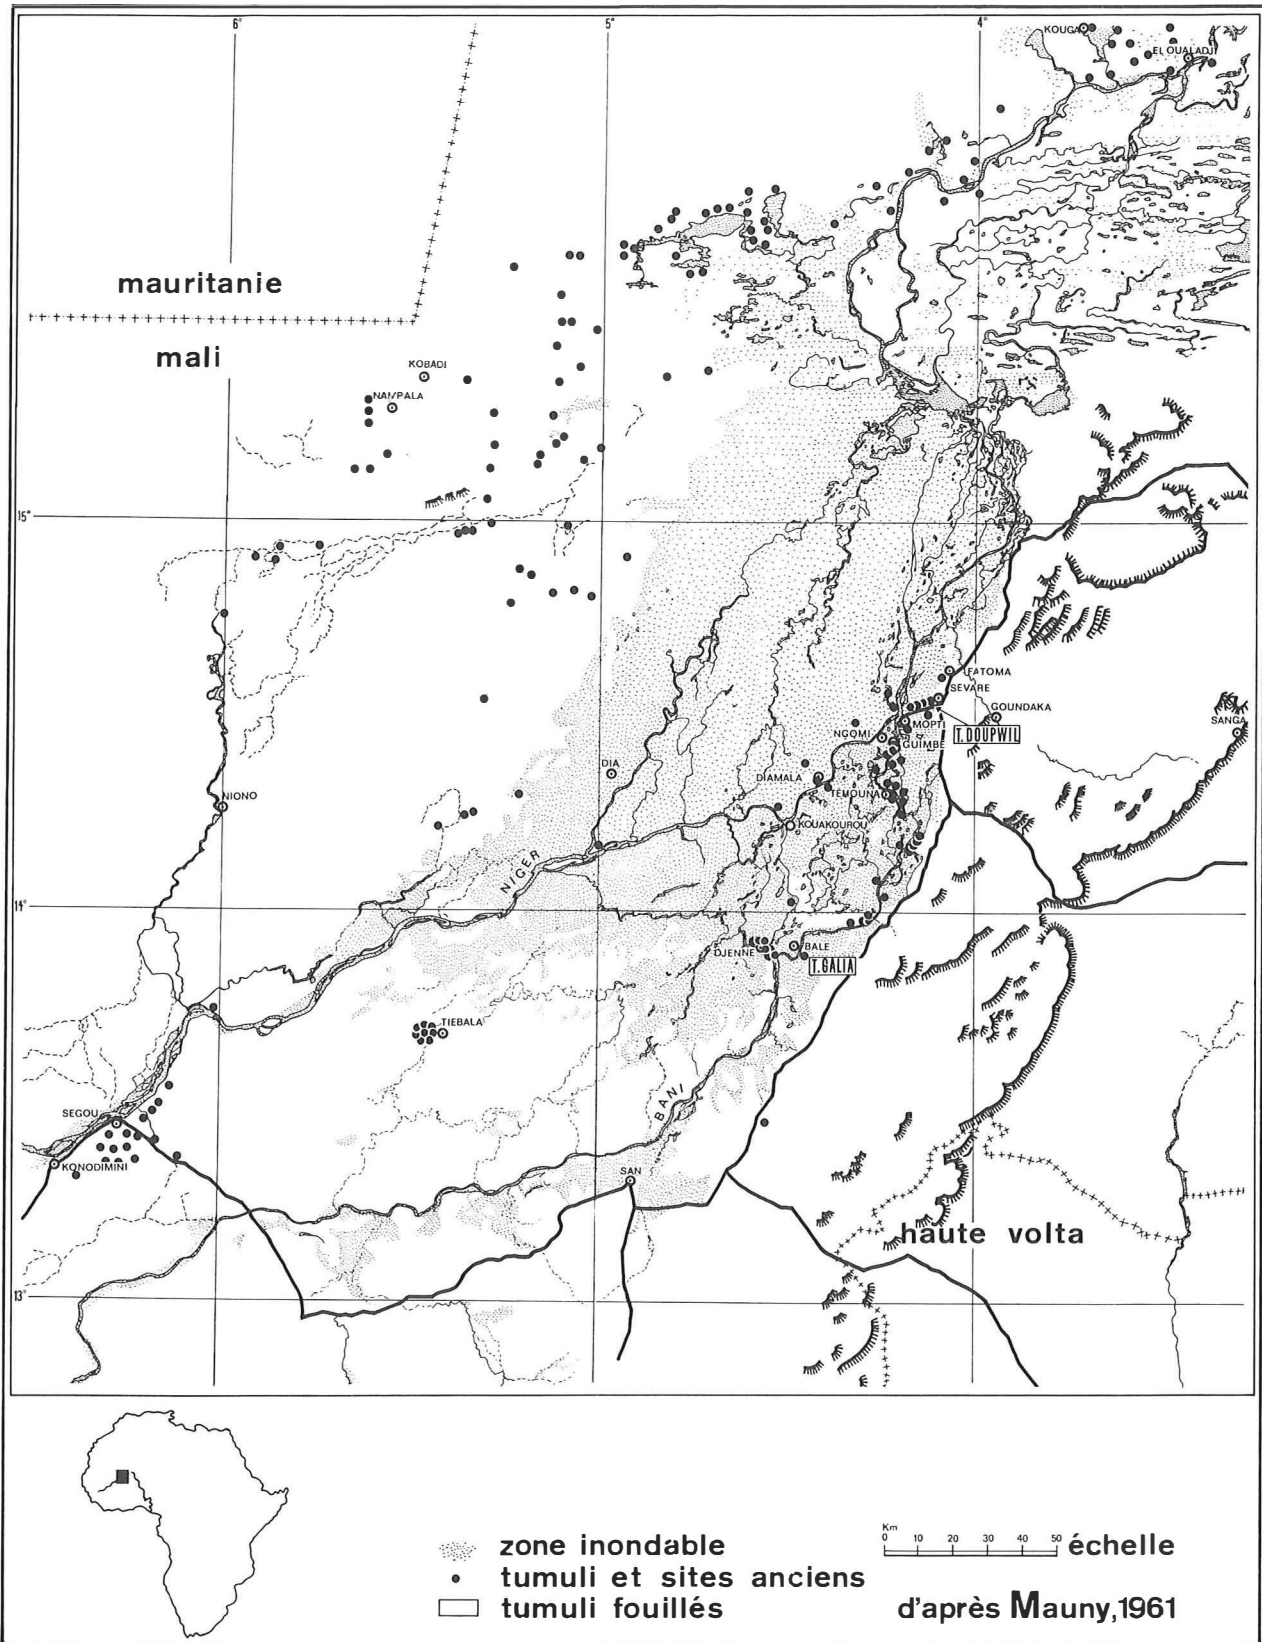 6°
5°
4°
KOUGA
EL OUALADJI
mauritanie
mali
KOBADI
NAMPALA
15°
FATOMA
SEVARE
GOUNDAKA
SANGA
MOPTI
T.DOUPWIL
NGOMI
GUIMBE
DIA
DIAMALA
TEMOUNA
NIONO
KOUAKOUROU
NIGER
14°
DJENNE
BALE
T.GALIA
TIEBALA
BANI
SEGOU
KONODIMINI
SAN
haute volta
13°
Km
0 10 20 30 40 50 échelle
zone inondable
tumuli et sites anciens
tumuli fouillés
d'après Mauny,1961